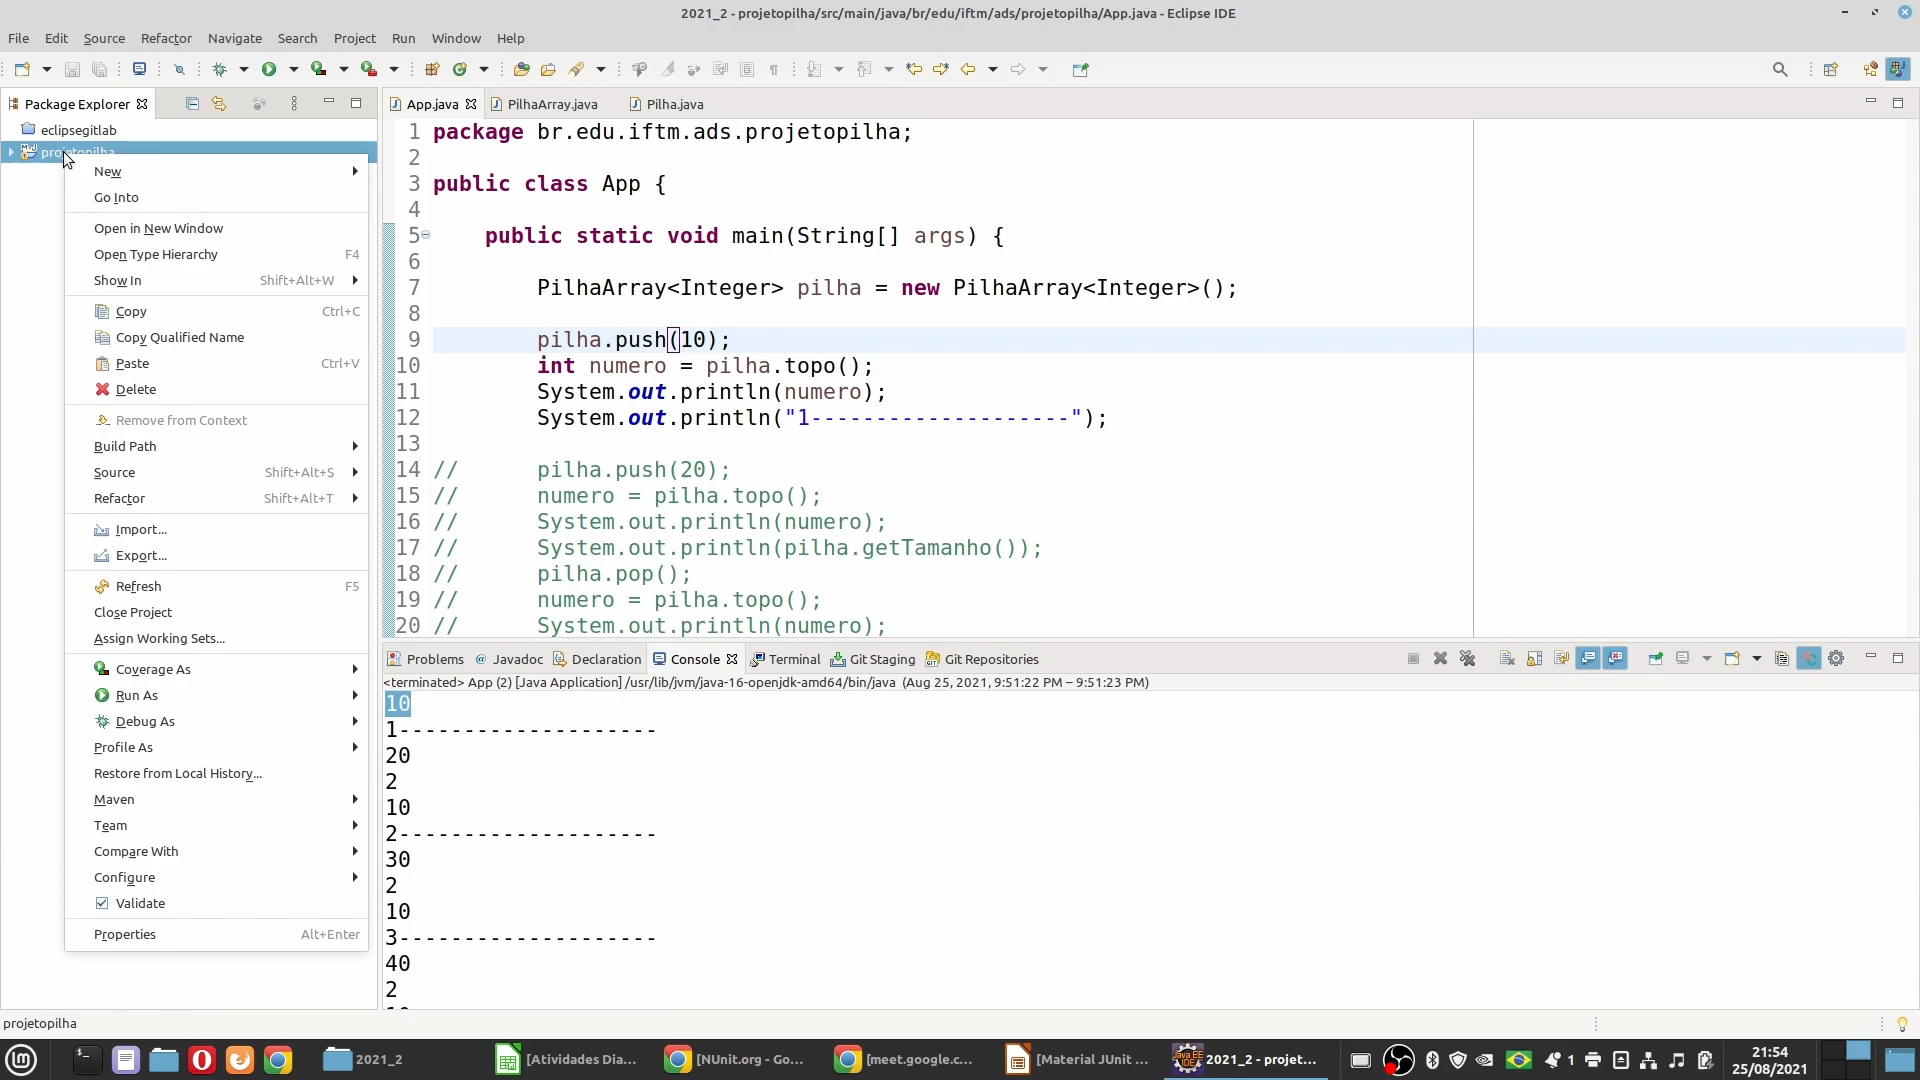 2021_2 - projetopilha/src/main/java/br/edu/iftm/ads/projetopilha/App.java - Eclipse IDE
File Edit Source Refactor Navigate Search Project Run Window Help
Package Explorer
App.java PilhaArray.java Pilha.java
eclipsegitlab
projetopilha
New
Go Into
Open in New Window
Open Type Hierarchy F4
Show In Shift+Alt+W
Copy Ctrl+C
Copy Qualified Name
Paste Ctrl+V
Delete
Remove from Context
Build Path
Source Shift+Alt+S
Refactor Shift+Alt+T
Import...
Export...
Refresh F5
Close Project
Assign Working Sets...
Coverage As
Run As
Debug As
Profile As
Restore from Local History...
Maven
Team
Compare With
Configure
Validate
Properties Alt+Enter
1 package br.edu.iftm.ads.projetopilha;
2
3 public class App {
4
5 public static void main(String[] args) {
6
7 PilhaArray<Integer> pilha = new PilhaArray<Integer>();
8
9 pilha.push(10);
10 int numero = pilha.topo();
11 System.out.println(numero);
12 System.out.println("1--------------------");
13
14 // pilha.push(20);
15 // numero = pilha.topo();
16 // System.out.println(numero);
17 // System.out.println(pilha.getTamanho());
18 // pilha.pop();
19 // numero = pilha.topo();
20 // System.out.println(numero);
Problems Javadoc Declaration Console Terminal Git Staging Git Repositories
<terminated> App (2) [Java Application] /usr/lib/jvm/java-16-openjdk-amd64/bin/java (Aug 25, 2021, 9:51:22 PM – 9:51:23 PM)
10
1--------------------
20
2
10
2--------------------
30
2
10
3--------------------
40
2
projetopilha
2021_2 [Atividades Dia... [NUnit.org - Go... [meet.google.c... [Material JUnit ... 2021_2 - projet... 1
21:54
25/08/2021